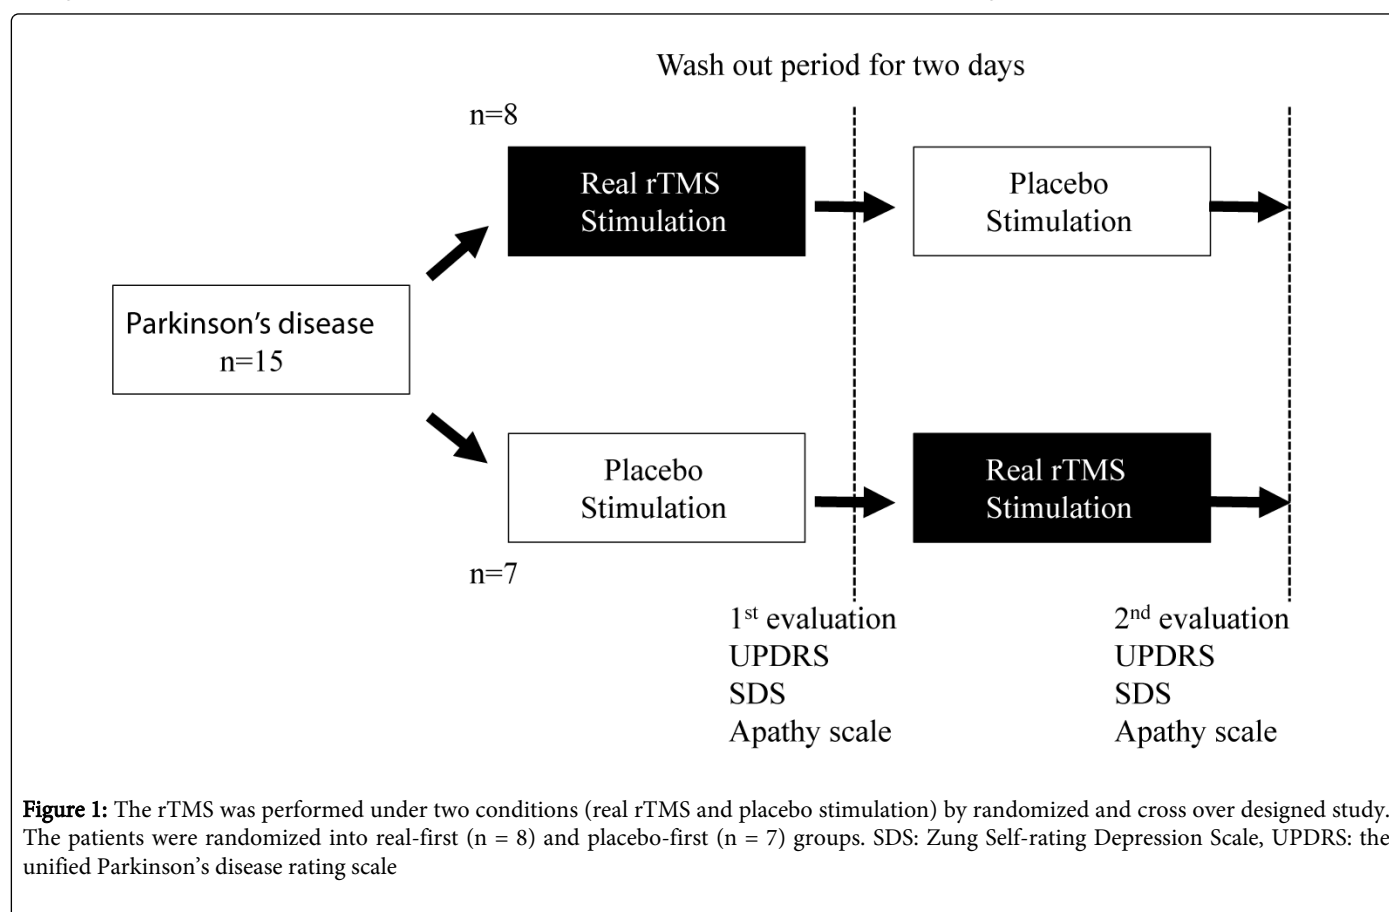 Wash out period for two days
n=8
Real rTMS
Stimulation
Placebo
Stimulation
Parkinson’s disease
n=15
Placebo
Stimulation
Real rTMS
Stimulation
n=7
1st evaluation
UPDRS
SDS
Apathy scale
2nd evaluation
UPDRS
SDS
Apathy scale
Figure 1: The rTMS was performed under two conditions (real rTMS and placebo stimulation) by randomized and cross over designed study.
The patients were randomized into real-first (n = 8) and placebo-first (n = 7) groups. SDS: Zung Self-rating Depression Scale, UPDRS: the
unified Parkinson’s disease rating scale